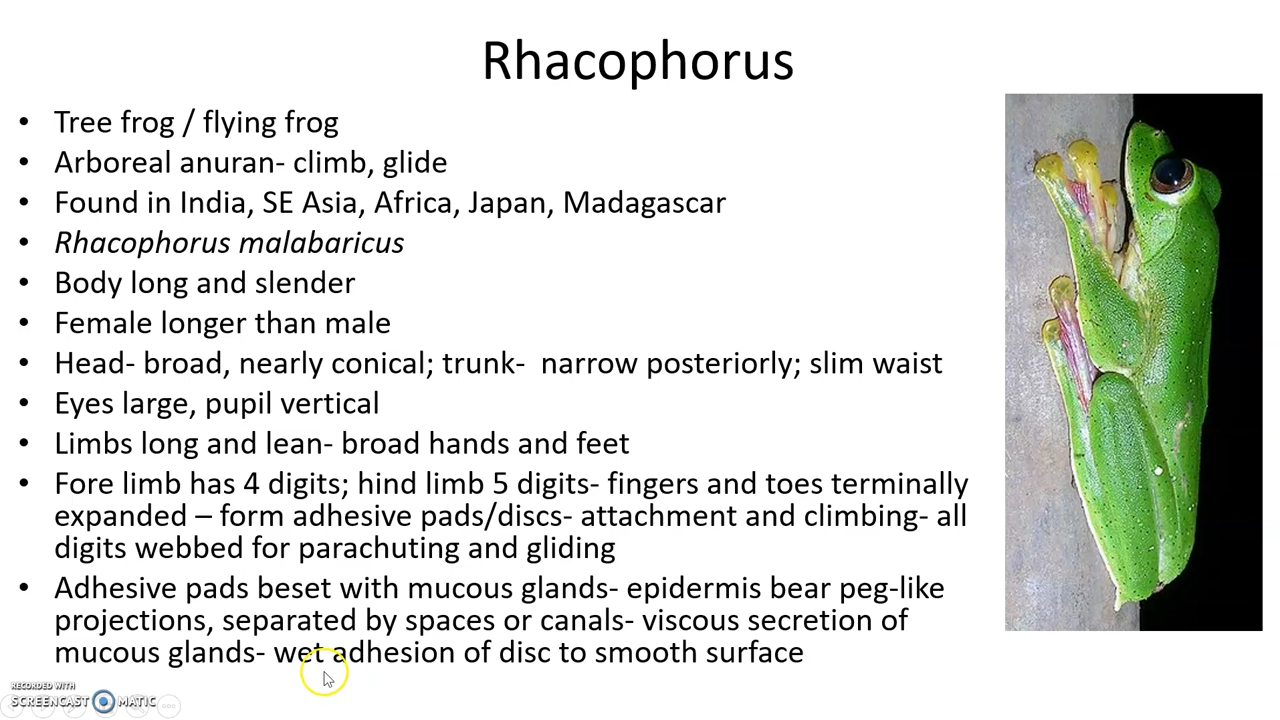 Rhacophorus
• Tree frog / flying frog
• Arboreal anuran- climb, glide
• Found in India, SE Asia, Africa, Japan, Madagascar
• Rhacophorus malabaricus
• Body long and slender
• Female longer than male
• Head- broad, nearly conical; trunk-  narrow posteriorly; slim waist
• Eyes large, pupil vertical
• Limbs long and lean- broad hands and feet
• Fore limb has 4 digits; hind limb 5 digits- fingers and toes terminally
expanded – form adhesive pads/discs- attachment and climbing- all
digits webbed for parachuting and gliding
• Adhesive pads beset with mucous glands- epidermis bear peg-like
projections, separated by spaces or canals- viscous secretion of
mucous glands- wet adhesion of disc to smooth surface
RECORDED WITH
SCREENCAST MATIC